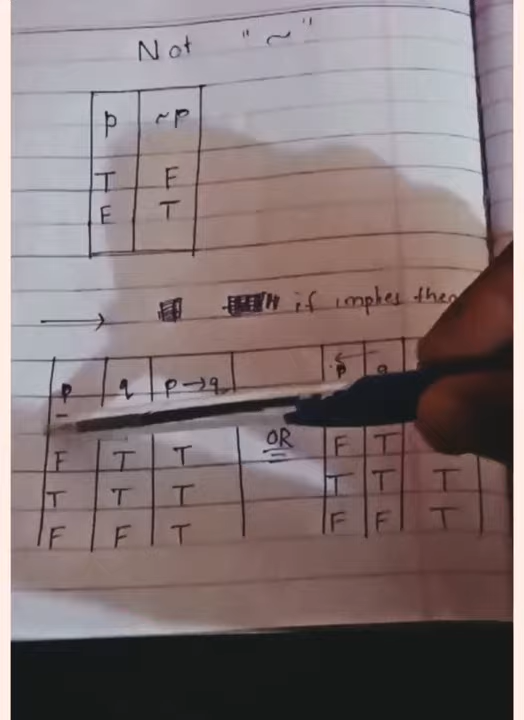 Not "~"
p ~p
T F
F T
→ if implies then
p q p→q p q
F T T OR F T
T T T T T T
F F T F F T